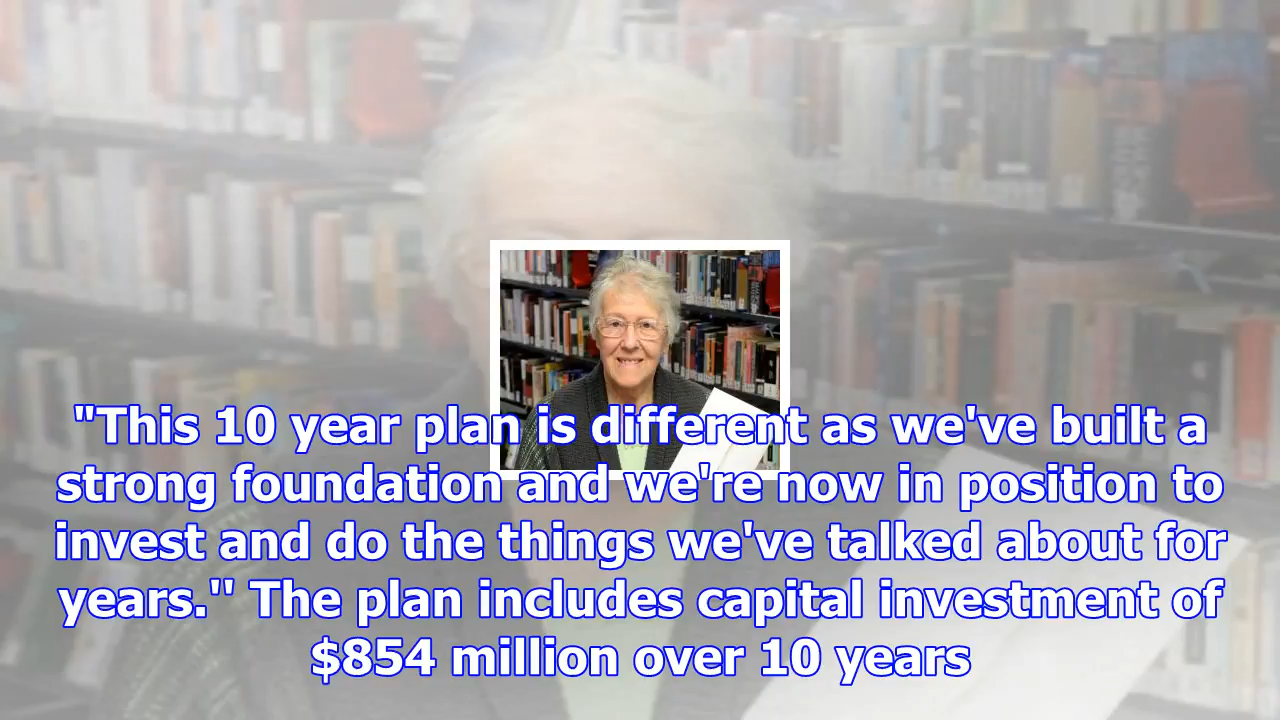 "This 10 year plan is different as we've built a
strong foundation and we're now in position to
invest and do the things we've talked about for
years.'' The plan includes capital investment of
$854 million over 10 years